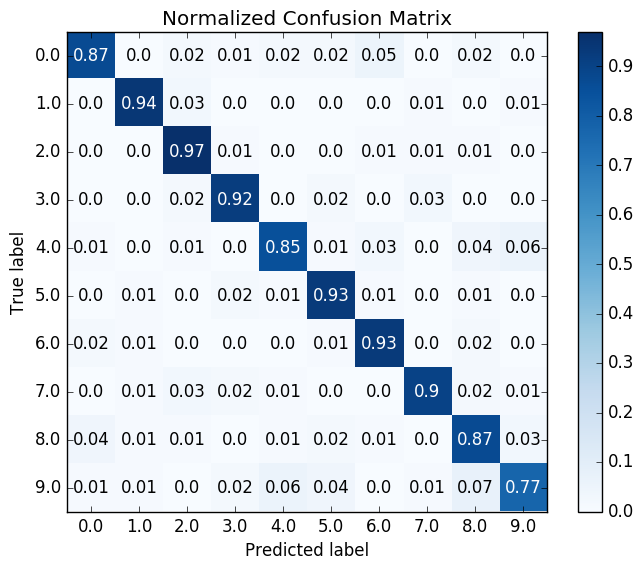 Normalized Confusion Matrix
0.0 0.87 0.0 0.02 0.01 0.02 0.02 0.05 0.0 0.02 0.0
1.0 0.0 0.94 0.03 0.0 0.0 0.0 0.0 0.01 0.0 0.01
2.0 0.0 0.0 0.97 0.01 0.0 0.0 0.01 0.01 0.01 0.0
3.0 0.0 0.0 0.02 0.92 0.0 0.02 0.0 0.03 0.0 0.0
4.0 0.01 0.0 0.01 0.0 0.85 0.01 0.03 0.0 0.04 0.06
5.0 0.0 0.01 0.0 0.02 0.01 0.93 0.01 0.0 0.01 0.0
6.0 0.02 0.01 0.0 0.0 0.0 0.01 0.93 0.0 0.02 0.0
7.0 0.0 0.01 0.03 0.02 0.01 0.0 0.0 0.9 0.02 0.01
8.0 0.04 0.01 0.01 0.0 0.01 0.02 0.01 0.0 0.87 0.03
9.0 0.01 0.01 0.0 0.02 0.06 0.04 0.0 0.01 0.07 0.77
0.0 1.0 2.0 3.0 4.0 5.0 6.0 7.0 8.0 9.0
Predicted label
True label
0.9
0.8
0.7
0.6
0.5
0.4
0.3
0.2
0.1
0.0